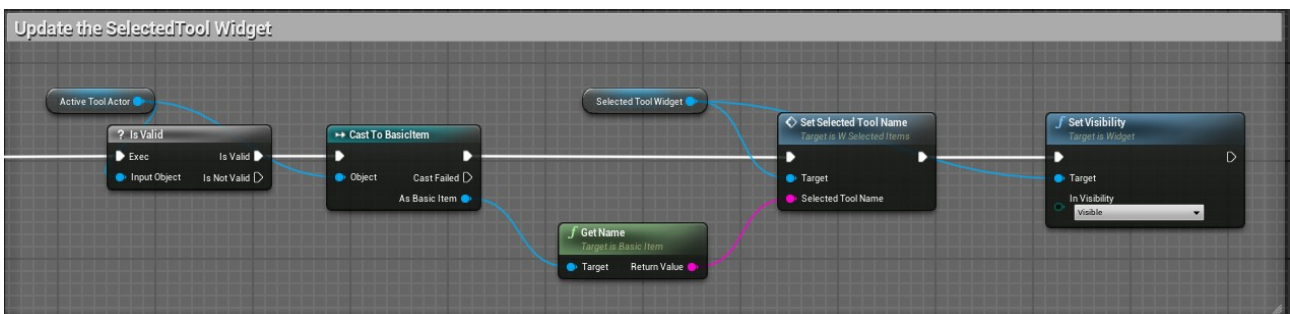 Update the SelectedTool Widget
Active Tool Actor
Selected Tool Widget
? Is Valid
Exec Is Valid
Input Object Is Not Valid
Cast To BasicItem
Object Cast Failed
As Basic Item
f Get Name
Target is Basic Item
Target Return Value
Set Selected Tool Name
Target is W Selected Items
Target
Selected Tool Name
f Set Visibility
Target is Widget
Target
In Visibility
Visible